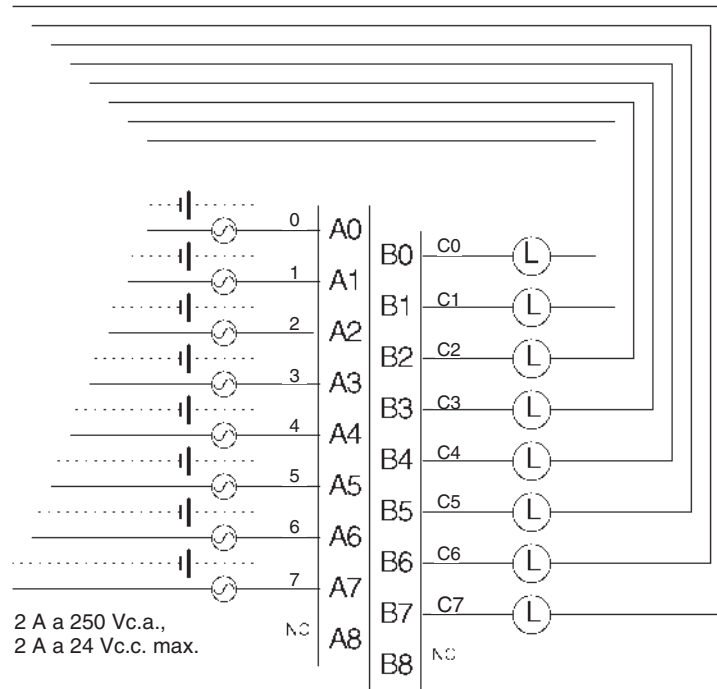 0 A0
B0 C0 L
1 A1
B1 C1 L
2 A2
B2 C2 L
3 A3
B3 C3 L
4 A4
B4 C4 L
5 A5
B5 C5 L
6 A6
B6 C6 L
7 A7
B7 C7 L
2 A a 250 Vc.a.,
2 A a 24 Vc.c. max.
NC A8
B8 NC